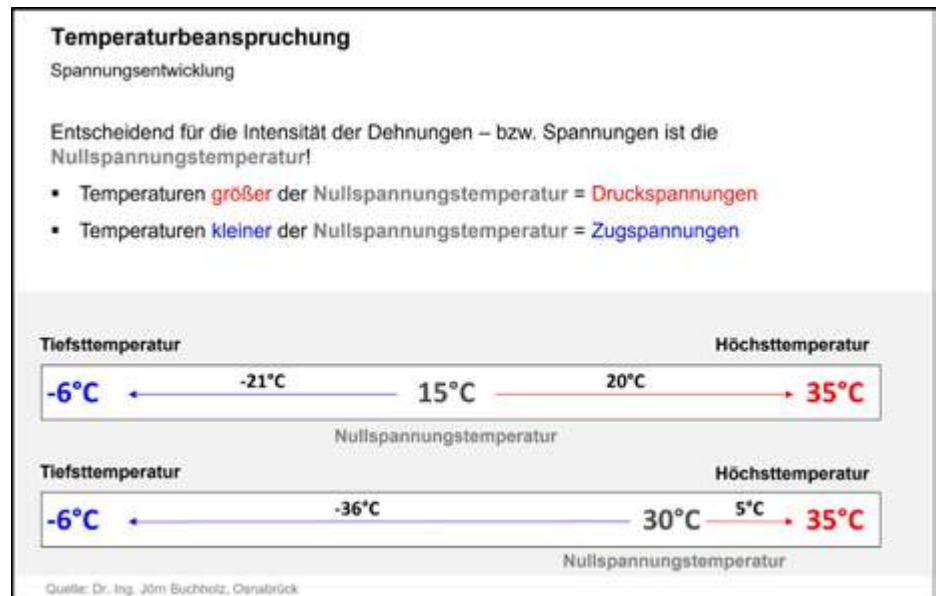 Temperaturbeanspruchung
Spannungsentwicklung
Entscheidend für die Intensität der Dehnungen – bzw. Spannungen ist die
Nullspannungstemperatur!
▪ Temperaturen größer der Nullspannungstemperatur = Druckspannungen
▪ Temperaturen kleiner der Nullspannungstemperatur = Zugspannungen
Tiefsttemperatur Höchsttemperatur
-6°C -21°C 15°C 20°C 35°C
Nullspannungstemperatur
Tiefsttemperatur Höchsttemperatur
-6°C -36°C 30°C 5°C 35°C
Nullspannungstemperatur
Quelle: Dr. Ing. Jörn Buchholz, Osnabrück